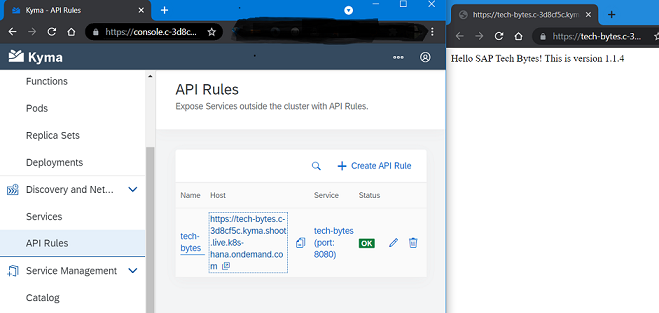 Kyma - API Rules
https://console.c-3d8c...
Kyma
Functions
Pods
Replica Sets
Deployments
Discovery and Net...
Services
API Rules
Service Management
Catalog
API Rules
Expose Services outside the cluster with API Rules.
Create API Rule
Name Host Service Status
tech-
bytes
https://tech-bytes.c-
3d8cf5c.kyma.shoot
.live.k8s-
hana.ondemand.co
m
tech-bytes
(port:
8080)
OK
https://tech-bytes.c-3d8cf5c.kym
https://tech-bytes.c-3...
Hello SAP Tech Bytes! This is version 1.1.4